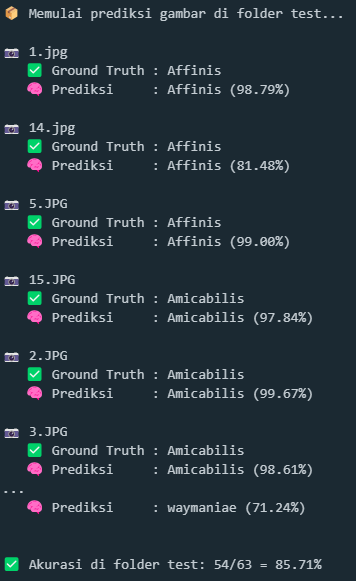 📦 Memulai prediksi gambar di folder test...
📷 1.jpg
✅ Ground Truth : Affinis
🧠 Prediksi     : Affinis (98.79%)
📷 14.jpg
✅ Ground Truth : Affinis
🧠 Prediksi     : Affinis (81.48%)
📷 5.JPG
✅ Ground Truth : Affinis
🧠 Prediksi     : Affinis (99.00%)
📷 15.JPG
✅ Ground Truth : Amicabilis
🧠 Prediksi     : Amicabilis (97.84%)
📷 2.JPG
✅ Ground Truth : Amicabilis
🧠 Prediksi     : Amicabilis (99.67%)
📷 3.JPG
✅ Ground Truth : Amicabilis
🧠 Prediksi     : Amicabilis (98.61%)
...
🧠 Prediksi     : waymaniae (71.24%)
✅ Akurasi di folder test: 54/63 = 85.71%